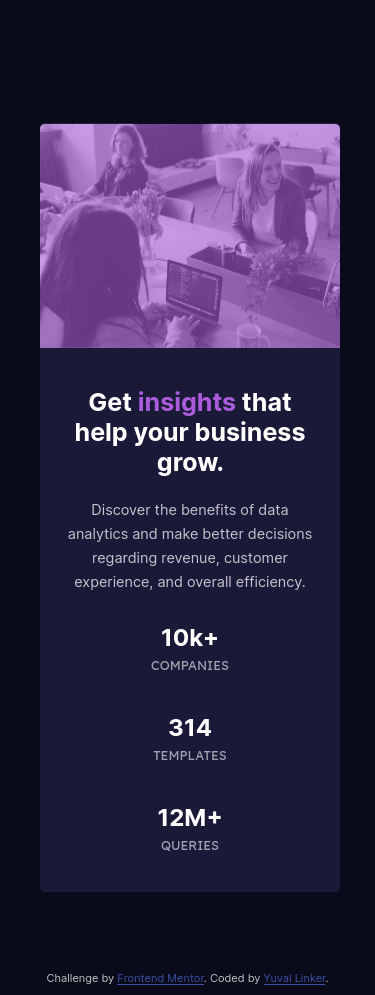 Get insights that
help your business
grow.
Discover the benefits of data
analytics and make better decisions
regarding revenue, customer
experience, and overall efficiency.
10k+
COMPANIES
314
TEMPLATES
12M+
QUERIES
Challenge by Frontend Mentor. Coded by Yuval Linker.